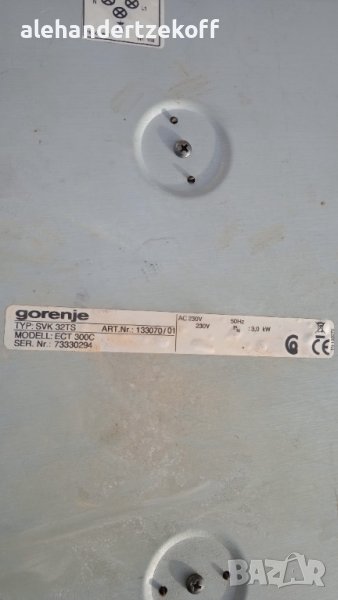 alehandertzekoff
gorenje
TYP: SVK 32TS
ART.Nr.: 133070/01
MODELL: ECT 300C
SER. Nr.: 73330294
AC 230V 50Hz
230V : 3,0 kW
BAZAR